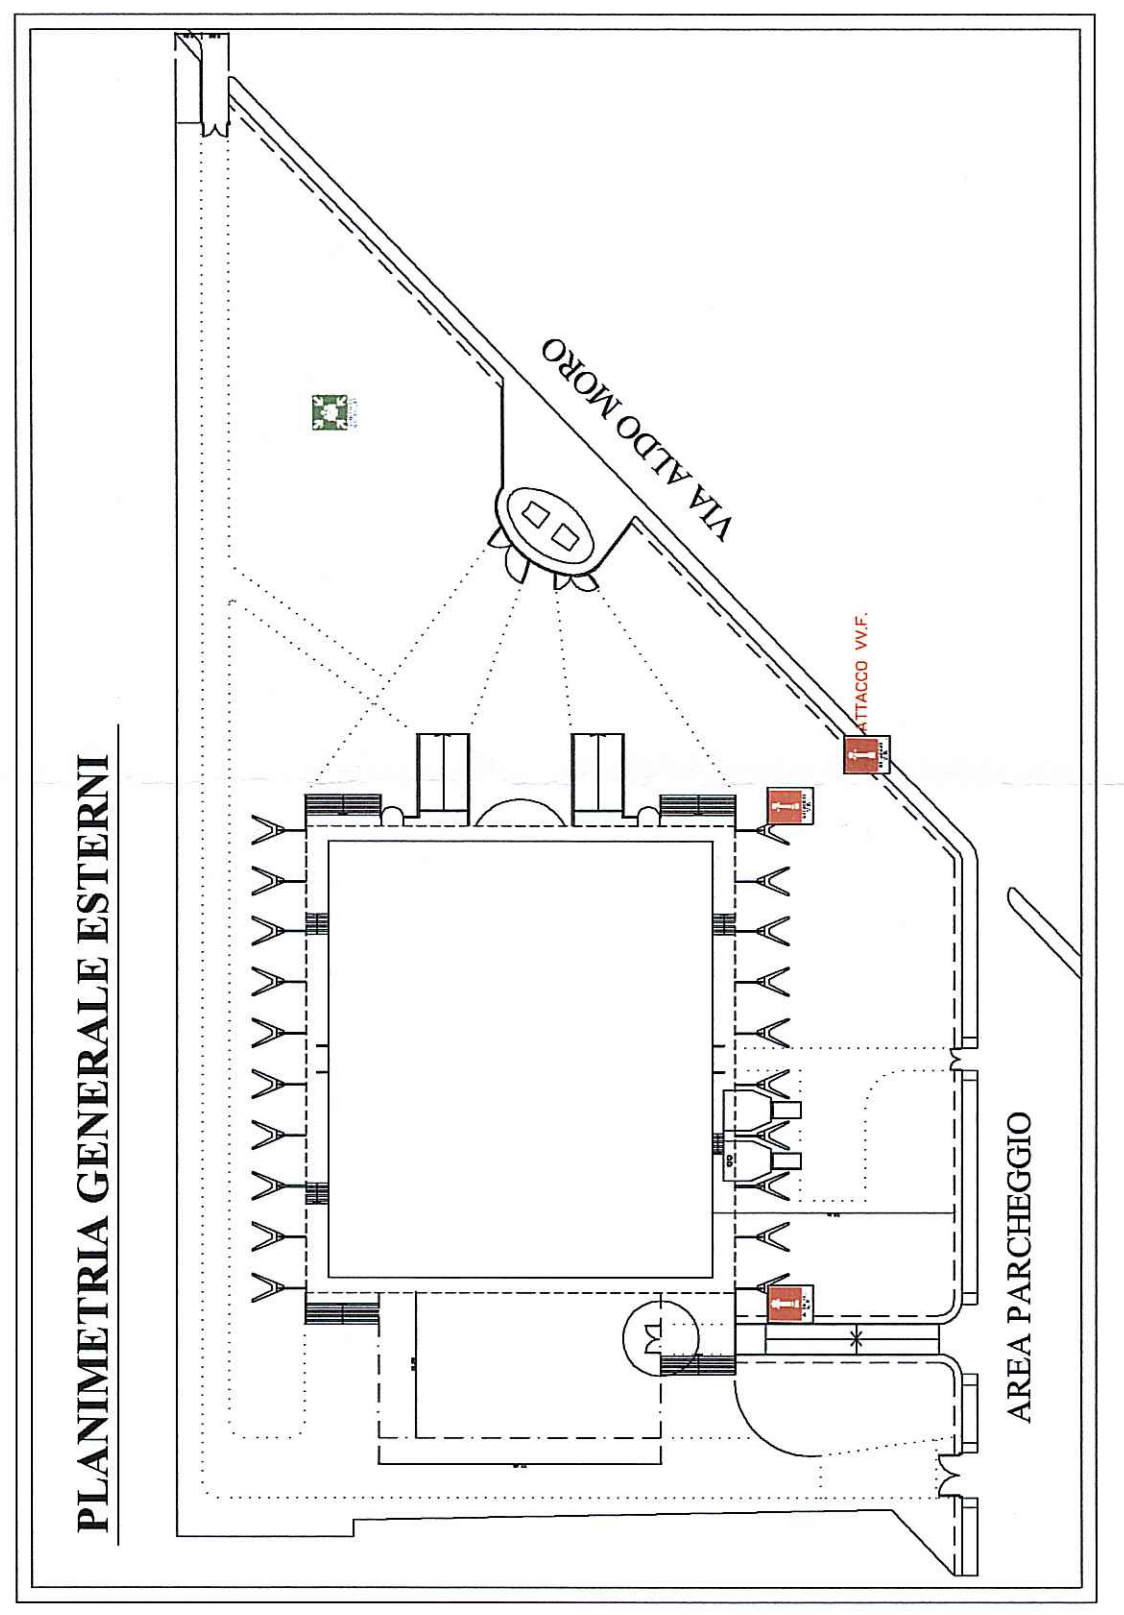 PLANIMETRIA GENERALE ESTERNI
VIA ALDO MORO
ATTACCO VV.F.
AREA PARCHEGGIO